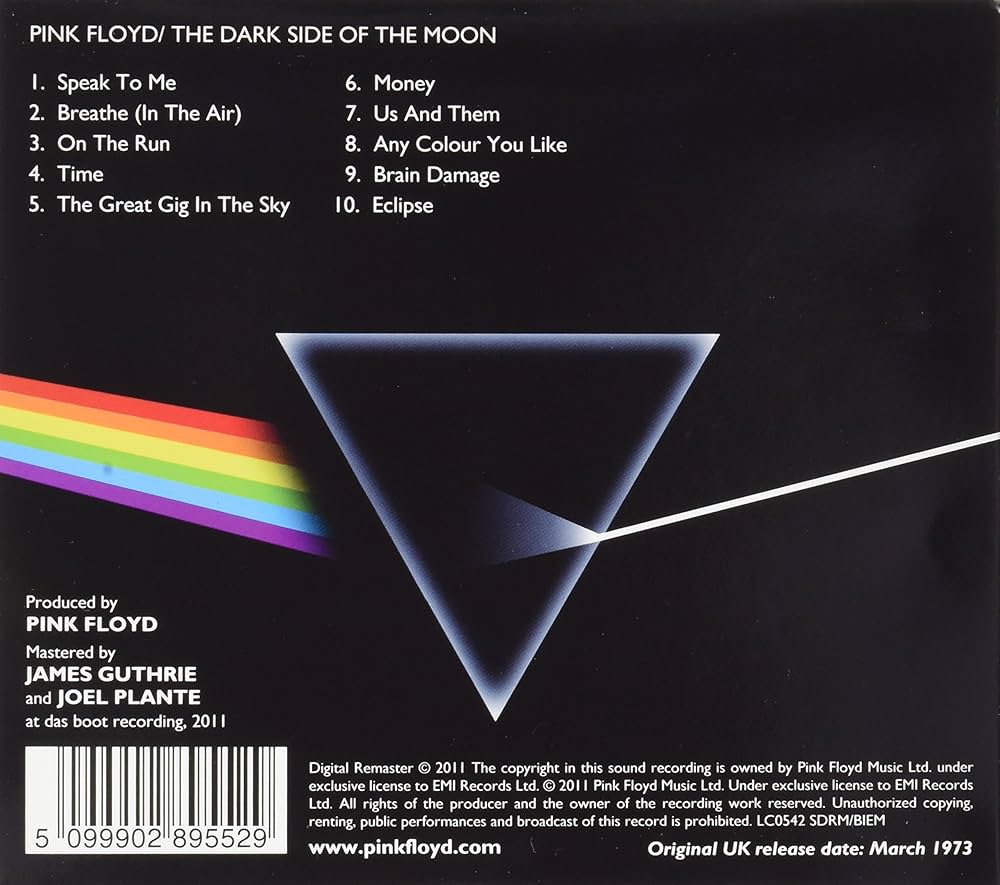 PINK FLOYD/ THE DARK SIDE OF THE MOON
1. Speak To Me
2. Breathe (In The Air)
3. On The Run
4. Time
5. The Great Gig In The Sky
6. Money
7. Us And Them
8. Any Colour You Like
9. Brain Damage
10. Eclipse
Produced by
PINK FLOYD
Mastered by
JAMES GUTHRIE
and JOEL PLANTE
at das boot recording, 2011
5 099902 895529
Digital Remaster © 2011 The copyright in this sound recording is owned by Pink Floyd Music Ltd. under
exclusive license to EMI Records Ltd. © 2011 Pink Floyd Music Ltd. Under exclusive license to EMI Records
Ltd. All rights of the producer and the owner of the recording work reserved. Unauthorized copying,
renting, public performances and broadcast of this record is prohibited. LC0542 SDRM/BIEM
www.pinkfloyd.com
Original UK release date: March 1973